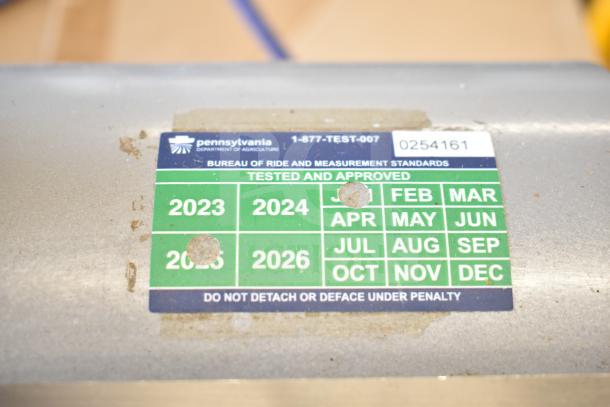 pennsylvania
DEPARTMENT OF AGRICULTURE
1-877-TEST-007
0254161
BUREAU OF RIDE AND MEASUREMENT STANDARDS
TESTED AND APPROVED
2023 2024 FEB MAR
APR MAY JUN
2026 JUL AUG SEP
OCT NOV DEC
DO NOT DETACH OR DEFACE UNDER PENALTY